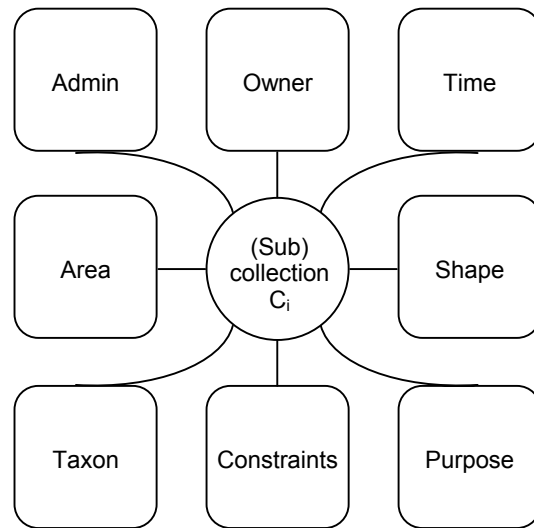 Admin
Owner
Time
Area
(Sub)
collection
Cᵢ
Shape
Taxon
Constraints
Purpose